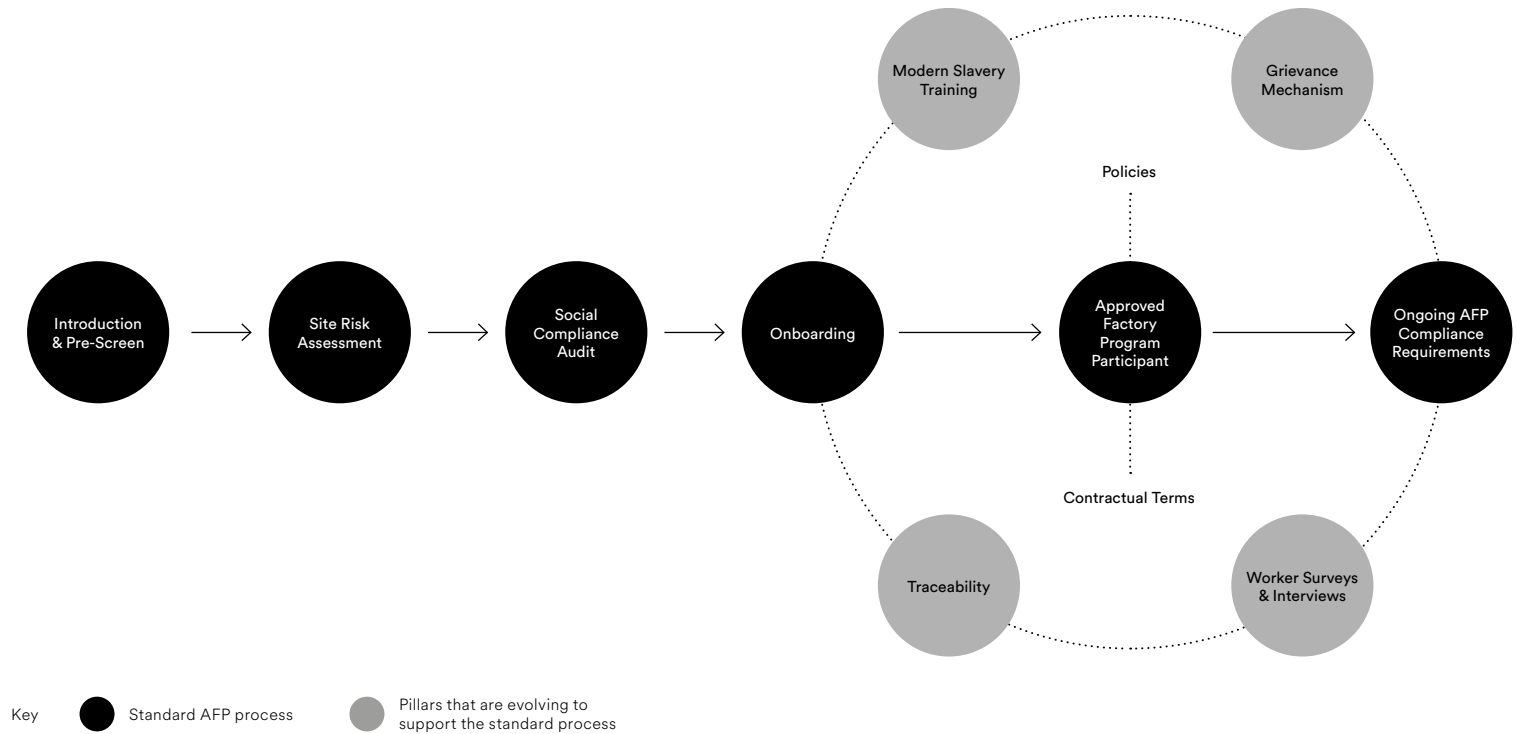 Modern Slavery
Training
Grievance
Mechanism
Policies
Introduction
& Pre-Screen
Site Risk
Assessment
Social
Compliance
Audit
Onboarding
Approved
Factory
Program
Participant
Ongoing AFP
Compliance
Requirements
Contractual Terms
Traceability
Worker Surveys
& Interviews
Key
Standard AFP process
Pillars that are evolving to
support the standard process